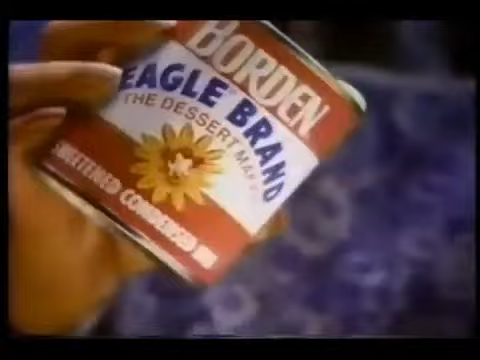 BORDEN
EAGLE BRAND
THE DESSERT MAKER
SWEETENED CONDENSED MILK